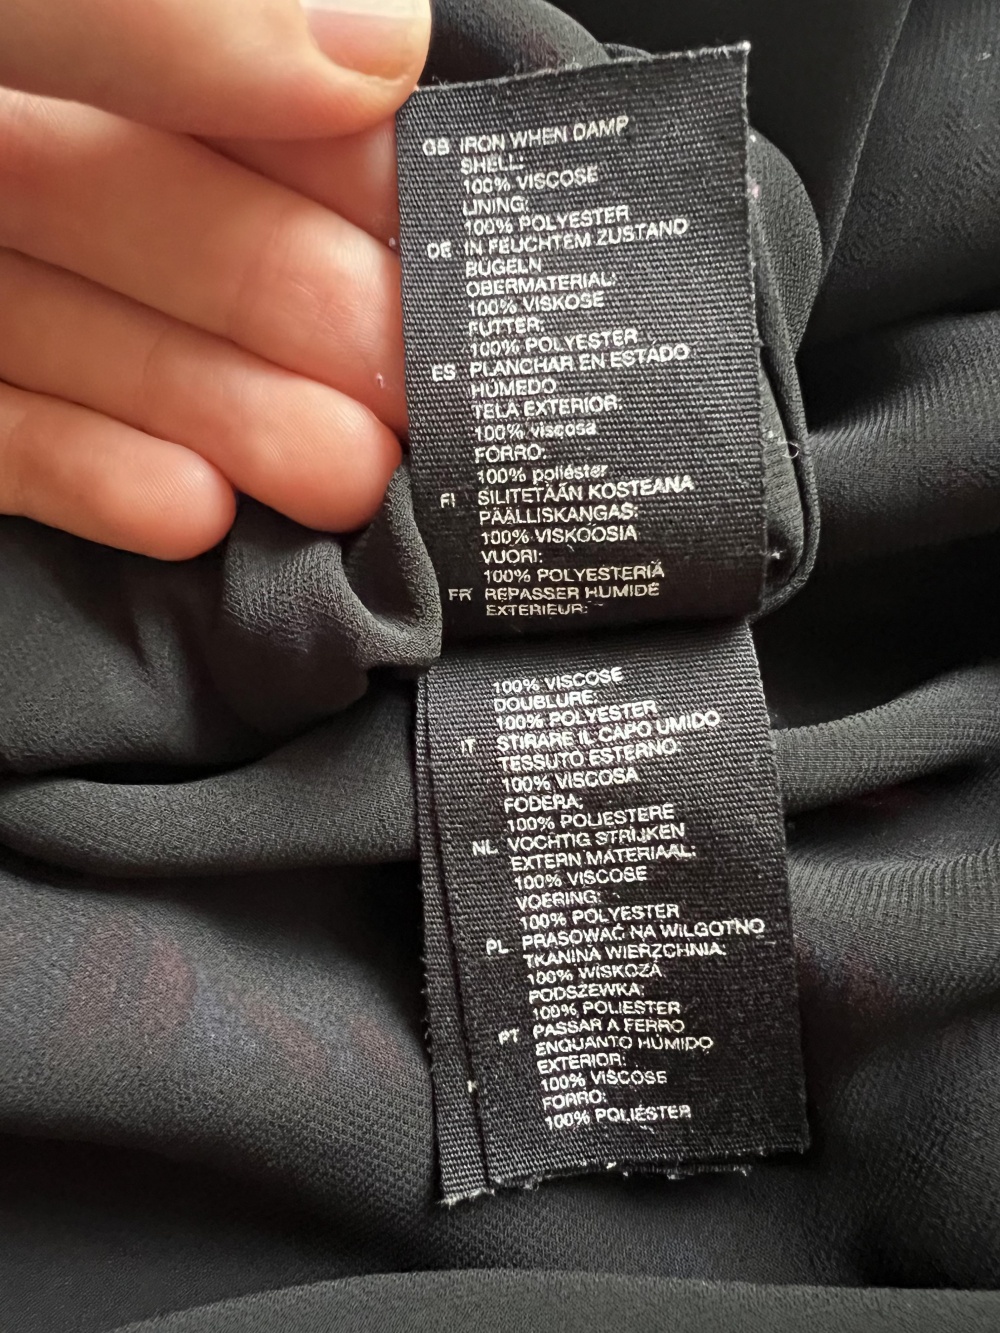 GB IRON WHEN DAMP
SHELL:
100% VISCOSE
LINING:
100% POLYESTER
DE IN FEUCHTEM ZUSTAND
BUGELN
OBERMATERIAL:
100% VISKOSE
FUTTER:
100% POLYESTER
ES PLANCHAR EN ESTADO
HÚMEDO
TELA EXTERIOR:
100% viscosa
FORRO:
100% poliéster
FI SILITETÄÄN KOSTEANA
PÄÄLLISKANGAS:
100% VISKOOSIA
VUORI:
100% POLYESTERIÄ
FR REPASSER HUMIDE
EXTERIEUR:
100% VISCOSE
DOUBLURE:
100% POLYESTER
IT STIRARE IL CAPO UMIDO
TESSUTO ESTERNO:
100% VISCOSA
FODERA:
100% POLIESTERE
NL VOCHTIG STRIJKEN
EXTERN MATERIAAL:
100% VISCOSE
VOERING:
100% POLYESTER
PL PRASOWAĆ NA WILGOTNO
TKANINA WIERZCHNIA:
100% WISKOZA
PODSZEWKA:
100% POLIESTER
PT PASSAR A FERRO
ENQUANTO HÚMIDO
EXTERIOR:
100% VISCOSE
FORRO:
100% POLIÉSTER